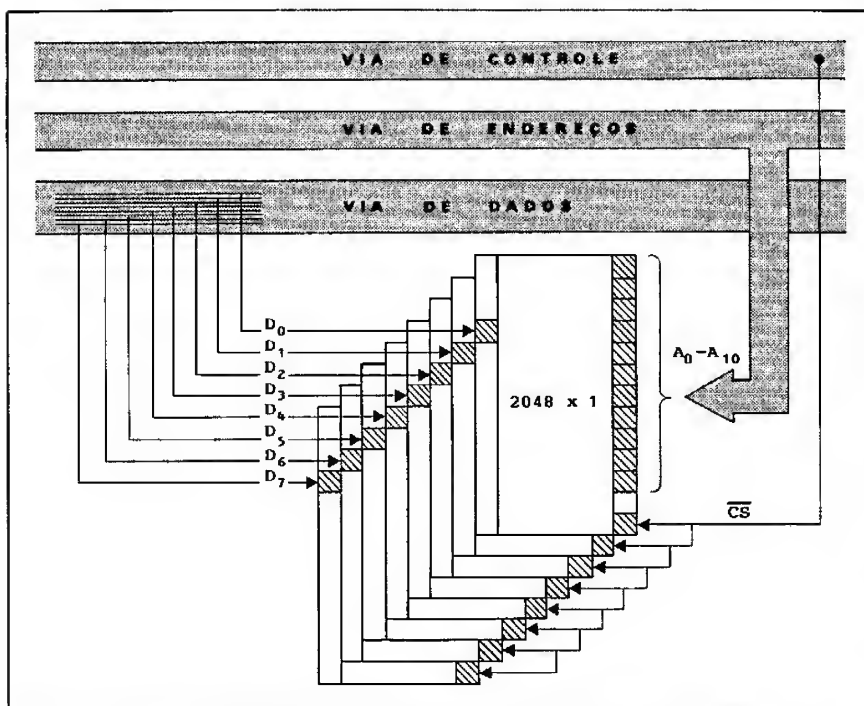 VIA DE CONTROLE
VIA DE ENDEREÇOS
VIA DE DADOS
D0
D1
D2
D3
D4
D5
D6
D7
2048 x 1
A0-A10
CS